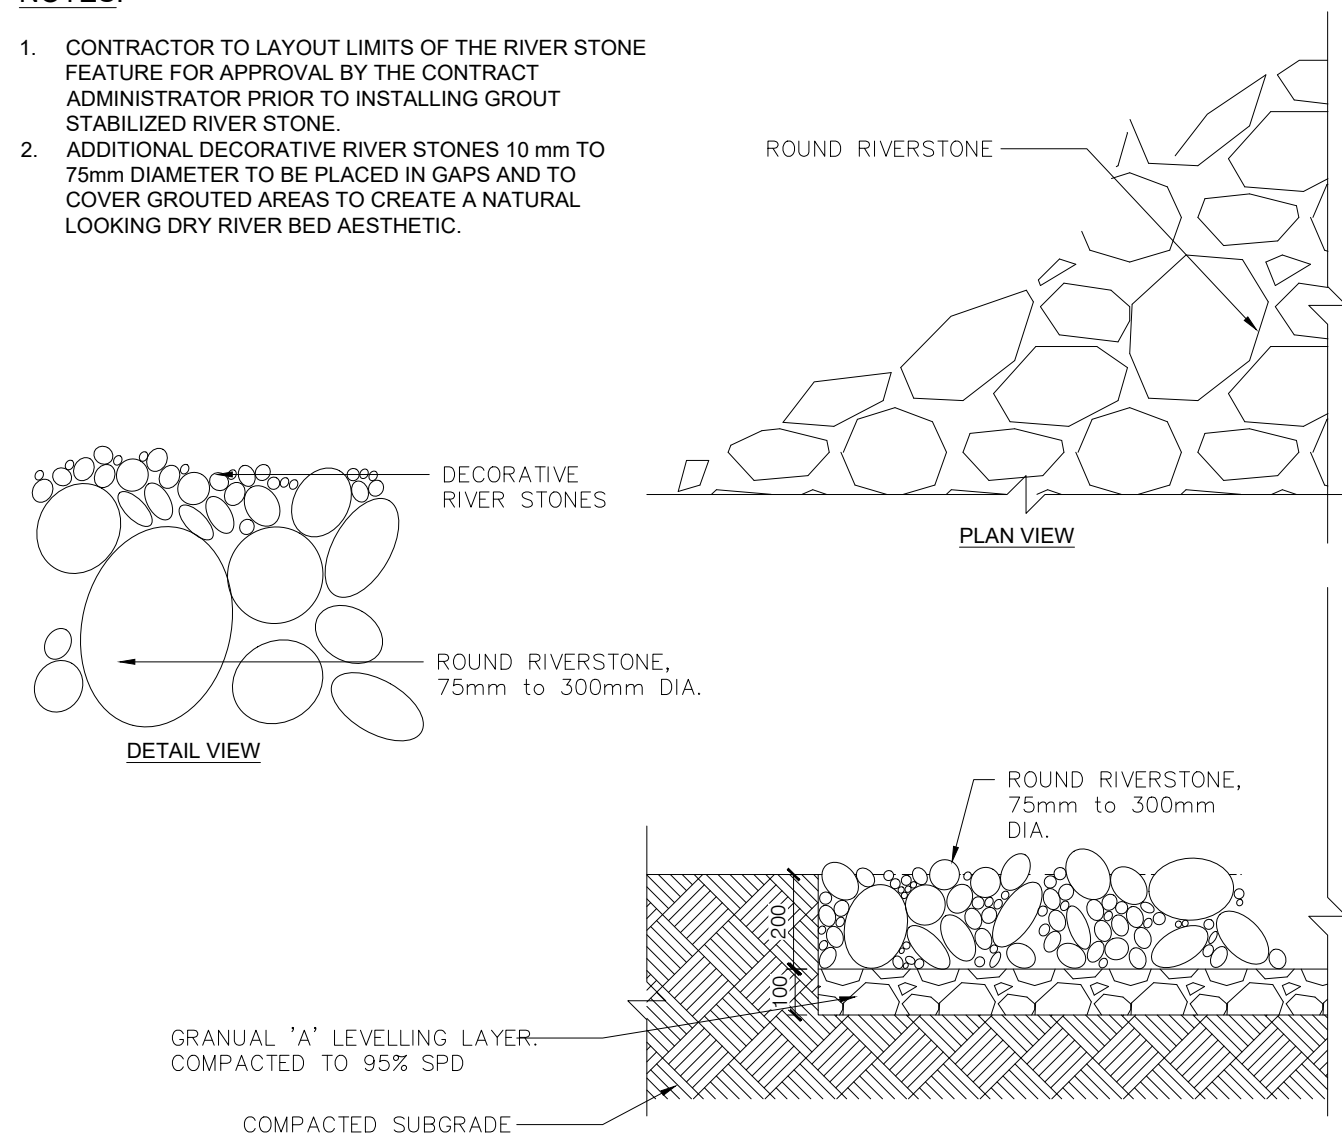 NOTES:
1. CONTRACTOR TO LAYOUT LIMITS OF THE RIVER STONE
FEATURE FOR APPROVAL BY THE CONTRACT
ADMINISTRATOR PRIOR TO INSTALLING GROUT
STABILIZED RIVER STONE.
2. ADDITIONAL DECORATIVE RIVER STONES 10 mm TO
75mm DIAMETER TO BE PLACED IN GAPS AND TO
COVER GROUTED AREAS TO CREATE A NATURAL
LOOKING DRY RIVER BED AESTHETIC.
ROUND RIVERSTONE
PLAN VIEW
DECORATIVE
RIVER STONES
ROUND RIVERSTONE,
75mm to 300mm DIA.
DETAIL VIEW
ROUND RIVERSTONE,
75mm to 300mm
DIA.
200
100
GRANUAL 'A' LEVELLING LAYER.
COMPACTED TO 95% SPD
COMPACTED SUBGRADE